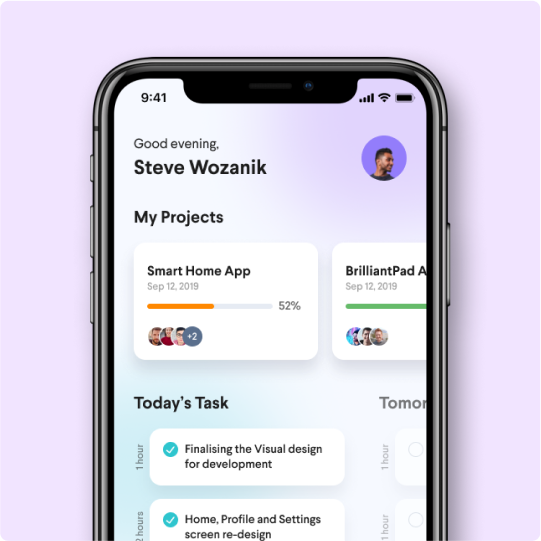 9:41
Good evening,
Steve Wozanik
My Projects
Smart Home App
Sep 12, 2019
52%
+2
BrilliantPad A
Sep 12, 2019
Today's Task
Tomor
1 hour
Finalising the Visual design
for development
1 hour
2 hours
Home, Profile and Settings
screen re-design